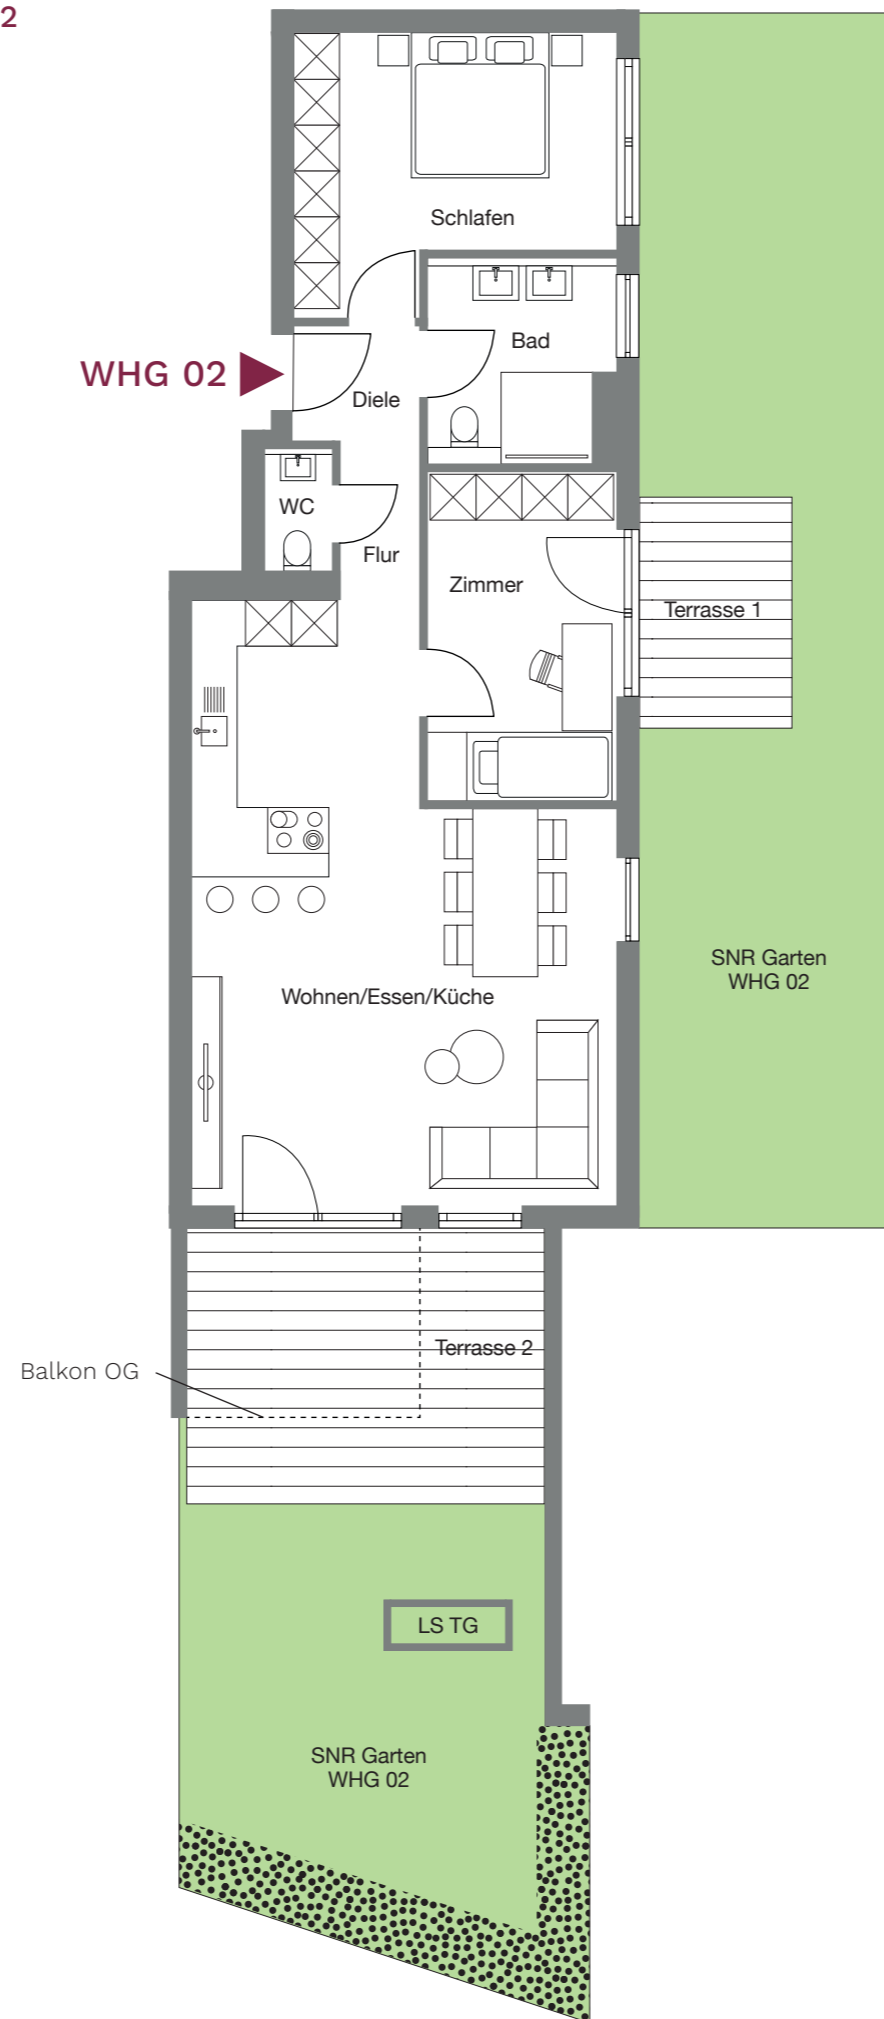 2
Schlafen
Bad
WHG 02
Diele
WC
Flur
Zimmer
Terrasse 1
SNR Garten
WHG 02
Wohnen/Essen/Küche
Terrasse 2
Balkon OG
LS TG
SNR Garten
WHG 02